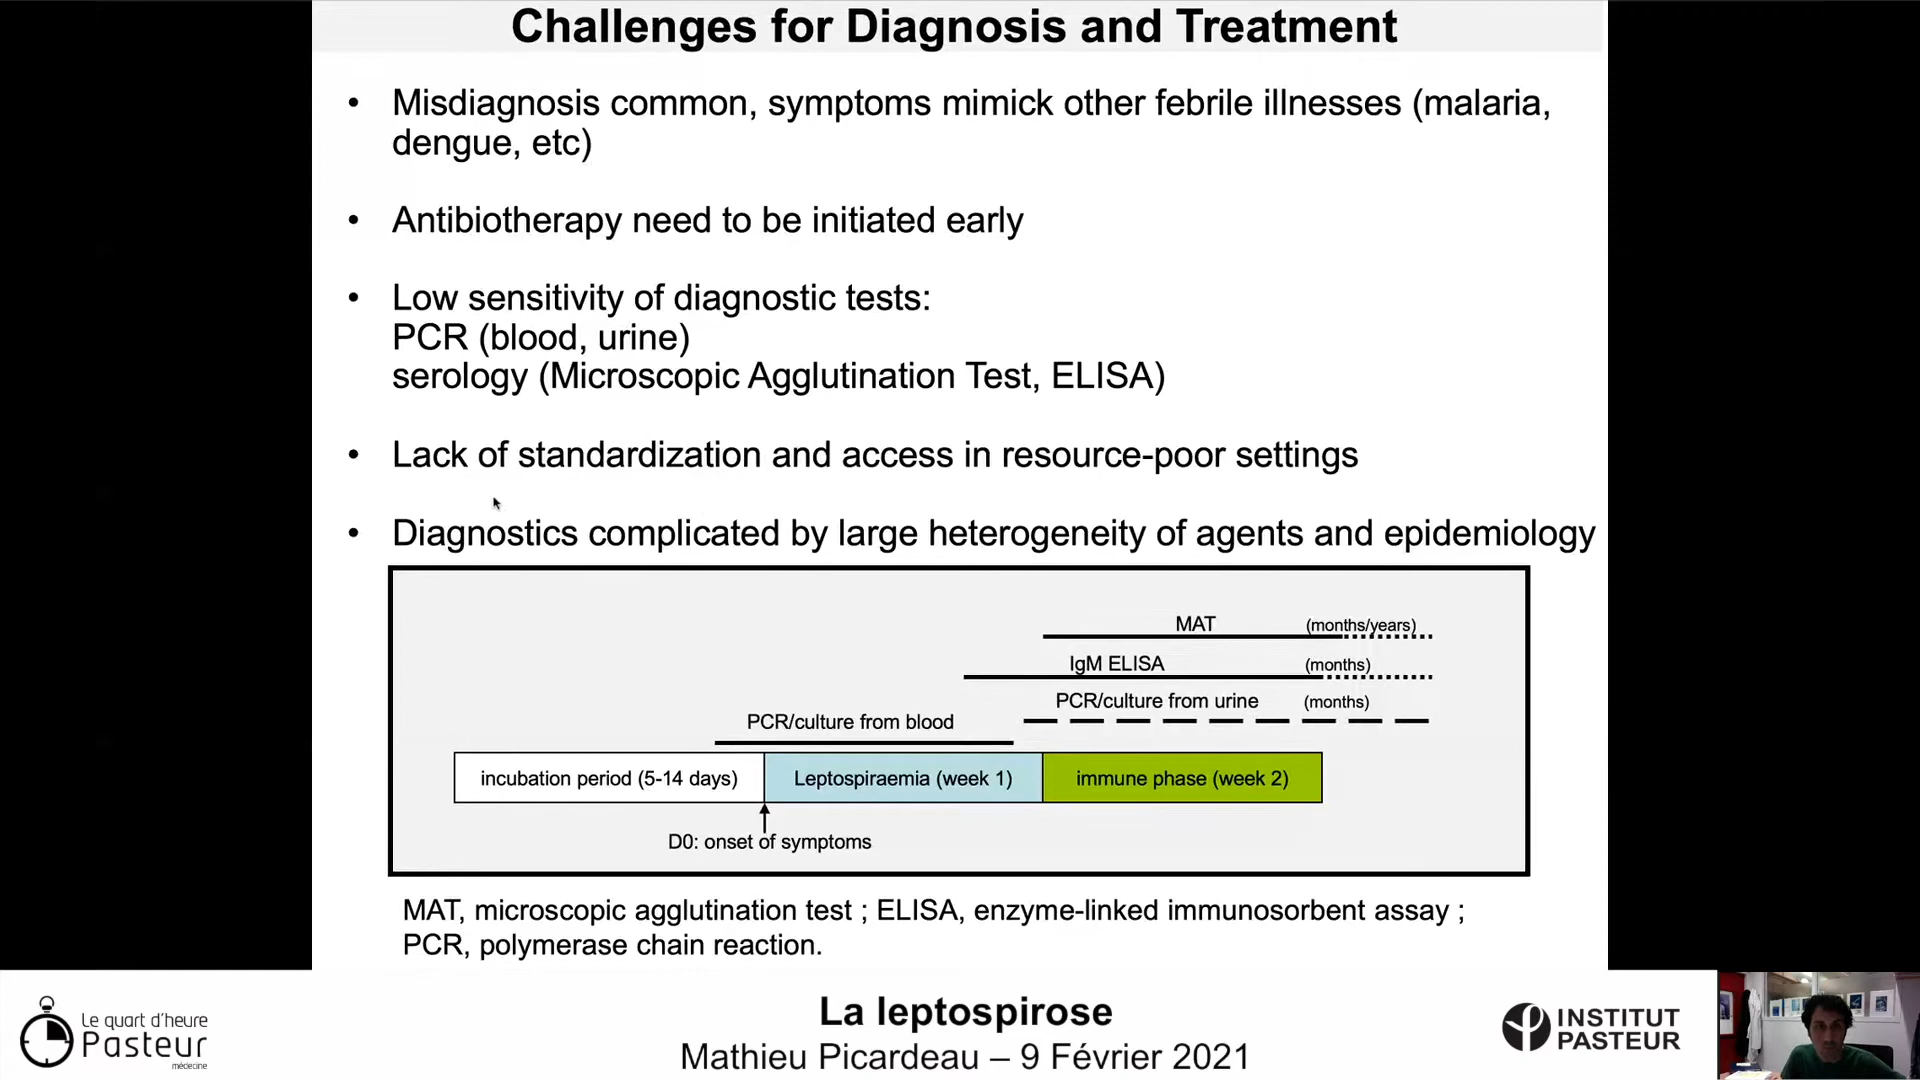 Challenges for Diagnosis and Treatment
• Misdiagnosis common, symptoms mimick other febrile illnesses (malaria,
dengue, etc)
• Antibiotherapy need to be initiated early
• Low sensitivity of diagnostic tests:
PCR (blood, urine)
serology (Microscopic Agglutination Test, ELISA)
• Lack of standardization and access in resource-poor settings
• Diagnostics complicated by large heterogeneity of agents and epidemiology
MAT (months/years)
IgM ELISA (months)
PCR/culture from urine (months)
PCR/culture from blood
incubation period (5-14 days) Leptospiraemia (week 1) immune phase (week 2)
D0: onset of symptoms
MAT, microscopic agglutination test ; ELISA, enzyme-linked immunosorbent assay ;
PCR, polymerase chain reaction.
Le quart d'heure
Pasteur
médecine
La leptospirose
Mathieu Picardeau – 9 Février 2021
INSTITUT
PASTEUR